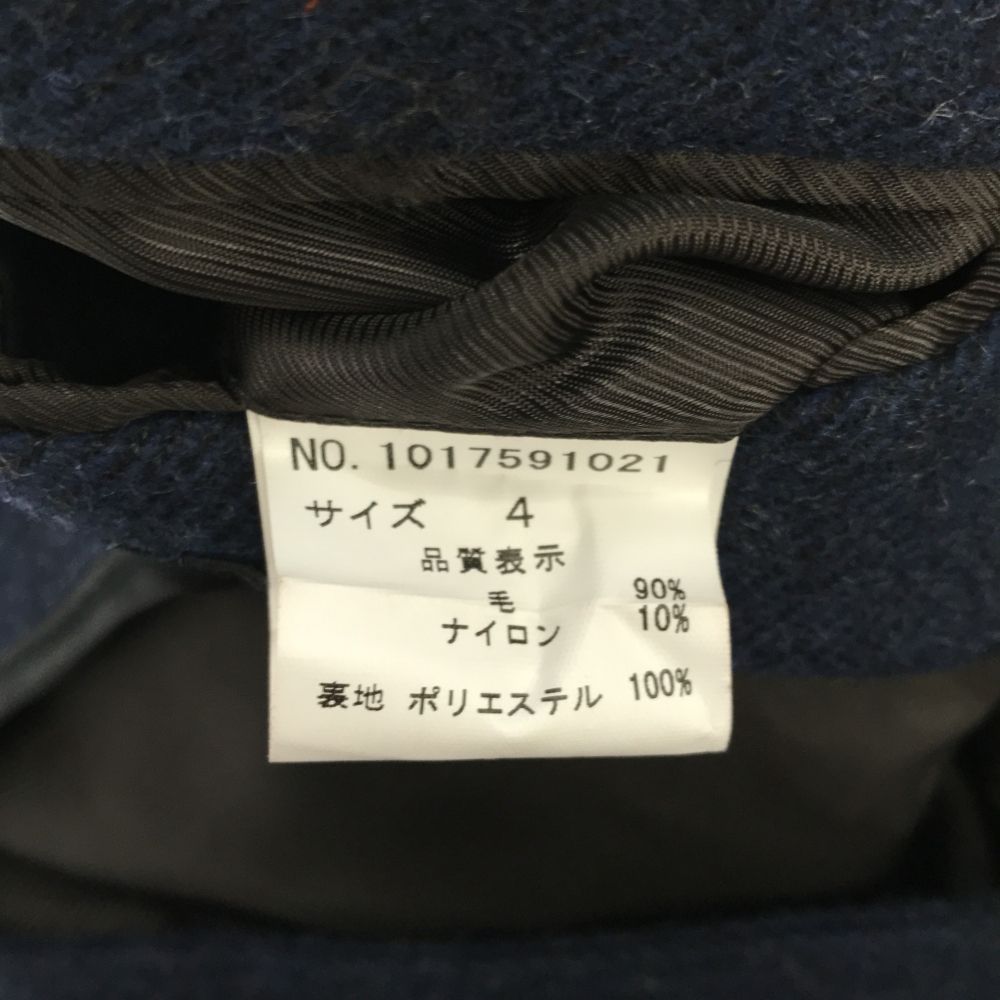 NO. 1017591021
サイズ 4
品質表示
毛 90%
ナイロン 10%
裏地 ポリエステル 100%